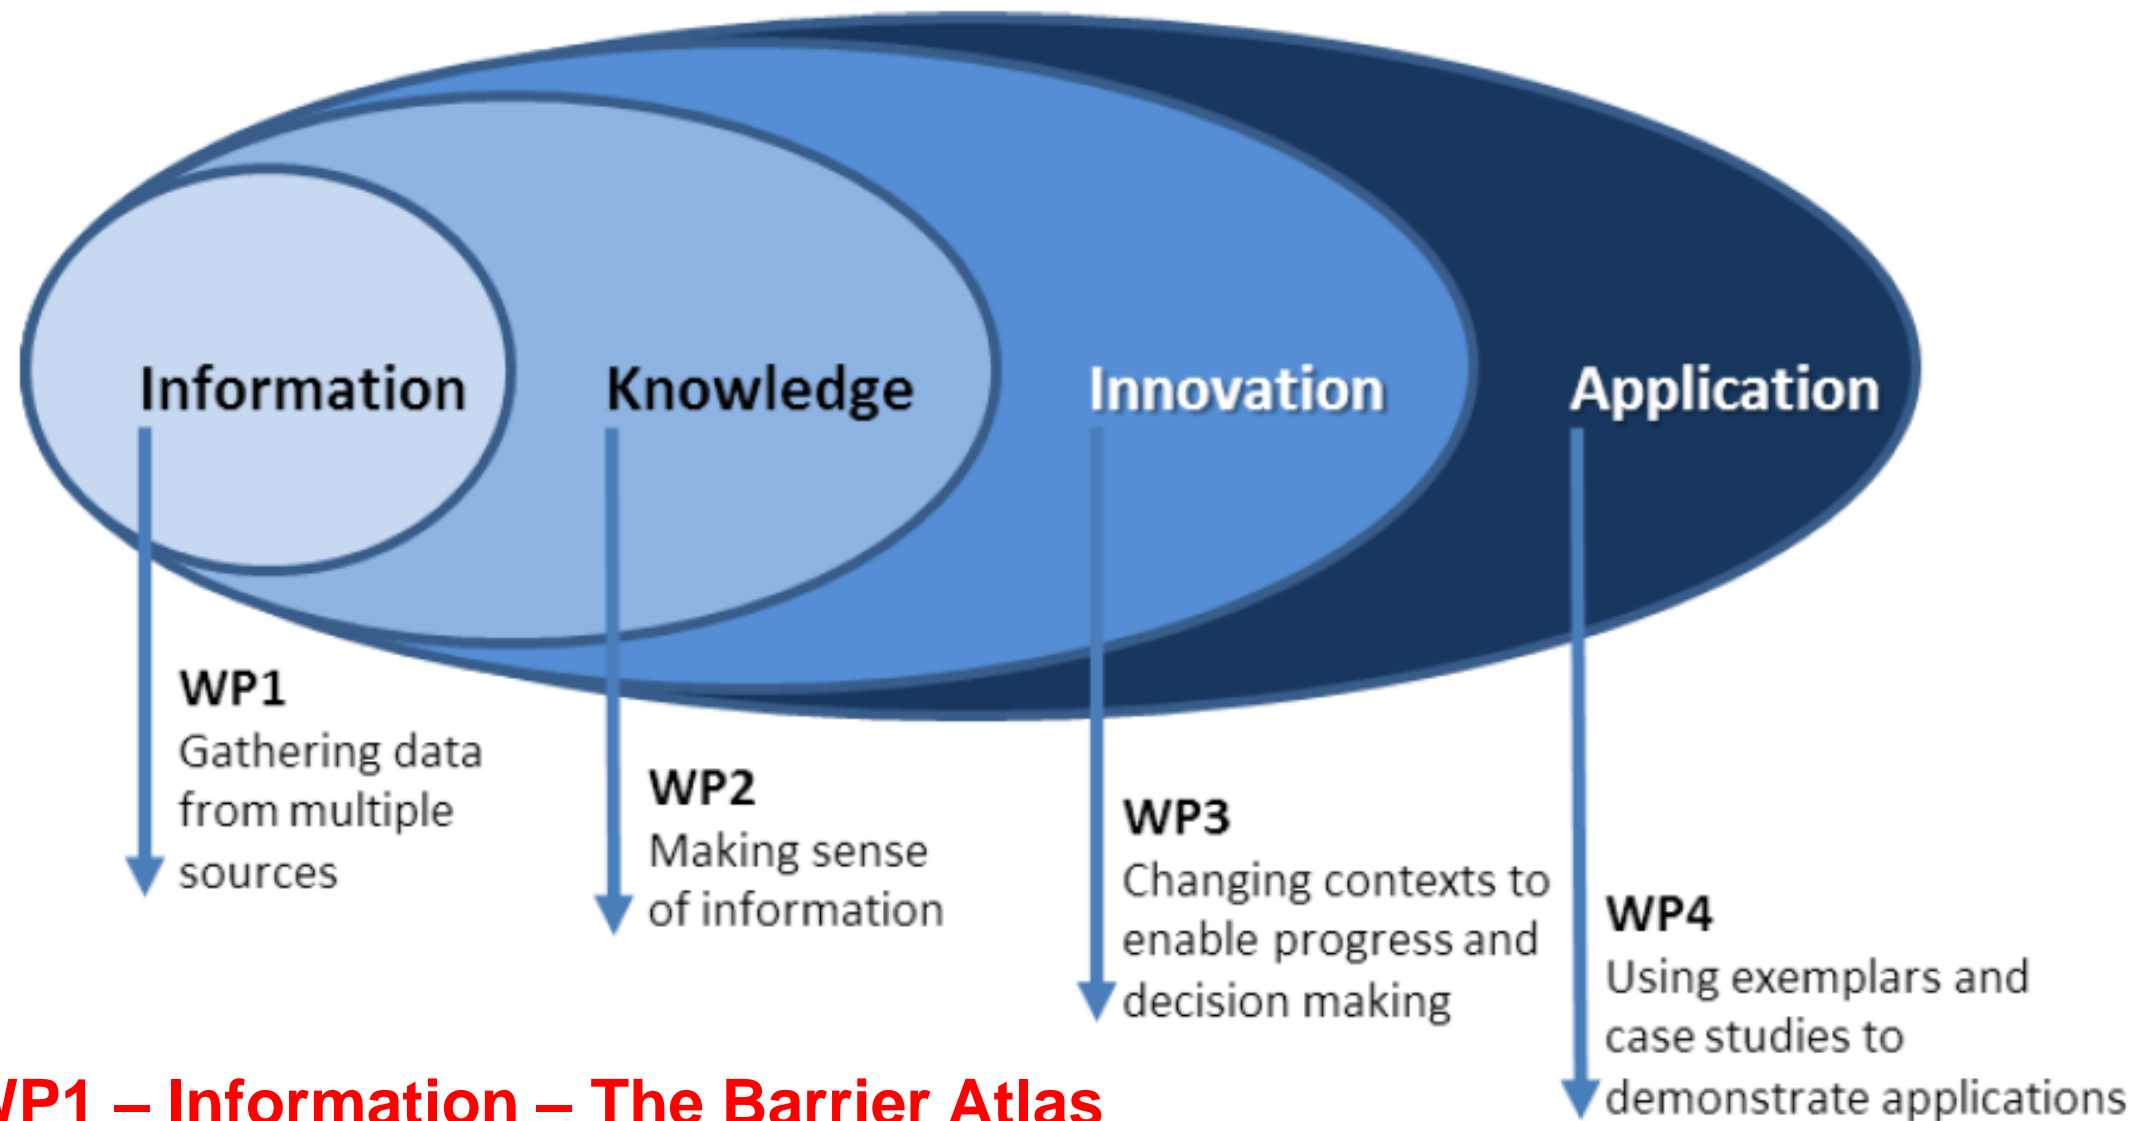 Information
Knowledge
Innovation
Application
WP1
Gathering data
from multiple
sources
WP2
Making sense
of information
WP3
Changing contexts to
enable progress and
decision making
WP4
Using exemplars and
case studies to
demonstrate applications
WP1 – Information – The Barrier Atlas